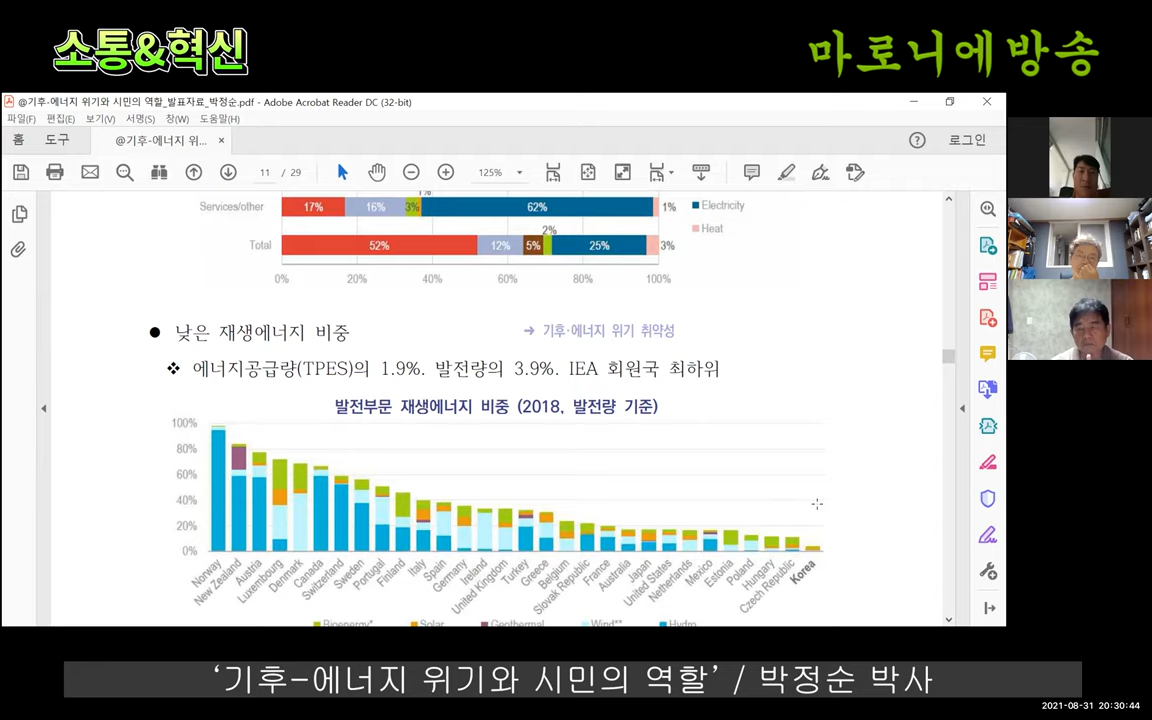 소통&혁신
마로니에방송
@기후-에너지 위기와 시민의 역할_발표자료_박정순.pdf - Adobe Acrobat Reader DC (32-bit)
파일(F) 편집(E) 보기(V) 서명(S) 창(W) 도움말(H)
홈 도구 @기후-에너지 위... × 로그인
11 / 29 125%
1%
Services/other 17% 16% 3% 62% 1% Electricity
2% Heat
Total 52% 12% 5% 25% 3%
0% 20% 40% 60% 80% 100%
● 낮은 재생에너지 비중 → 기후·에너지 위기 취약성
❖ 에너지공급량(TPES)의 1.9%. 발전량의 3.9%. IEA 회원국 최하위
발전부문 재생에너지 비중 (2018, 발전량 기준)
100%
80%
60%
40%
20%
0%
Norway New Zealand Austria Luxembourg Denmark Canada Switzerland Sweden Portugal Finland Italy Spain Germany Ireland United Kingdom Turkey Greece Belgium Slovak Republic France Australia Japan United States Netherlands Mexico Estonia Poland Hungary Czech Republic Korea
Bioenergy* Solar Geothermal Wind** Hydro
‘기후-에너지 위기와 시민의 역할’ / 박정순 박사
2021-08-31 20:30:44